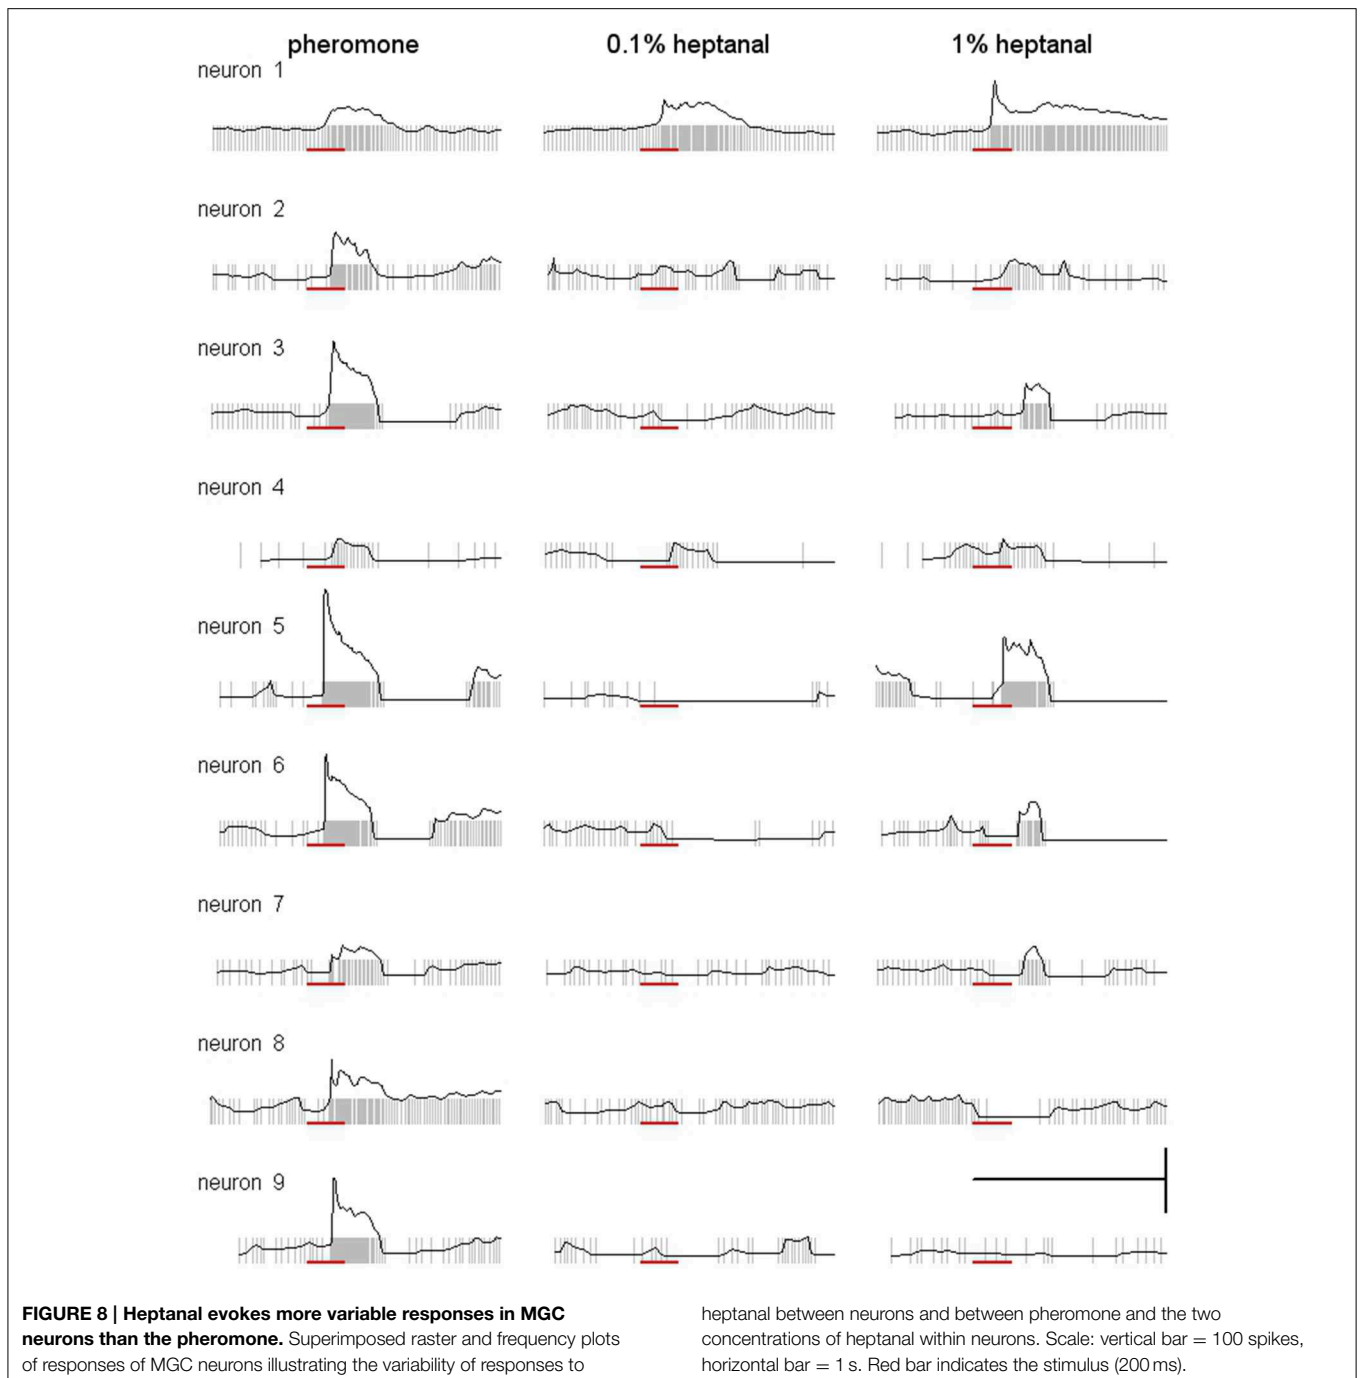 pheromone 0.1% heptanal 1% heptanal
neuron 1
neuron 2
neuron 3
neuron 4
neuron 5
neuron 6
neuron 7
neuron 8
neuron 9
FIGURE 8 | Heptanal evokes more variable responses in MGC
neurons than the pheromone. Superimposed raster and frequency plots
of responses of MGC neurons illustrating the variability of responses to
heptanal between neurons and between pheromone and the two
concentrations of heptanal within neurons. Scale: vertical bar = 100 spikes,
horizontal bar = 1 s. Red bar indicates the stimulus (200 ms).